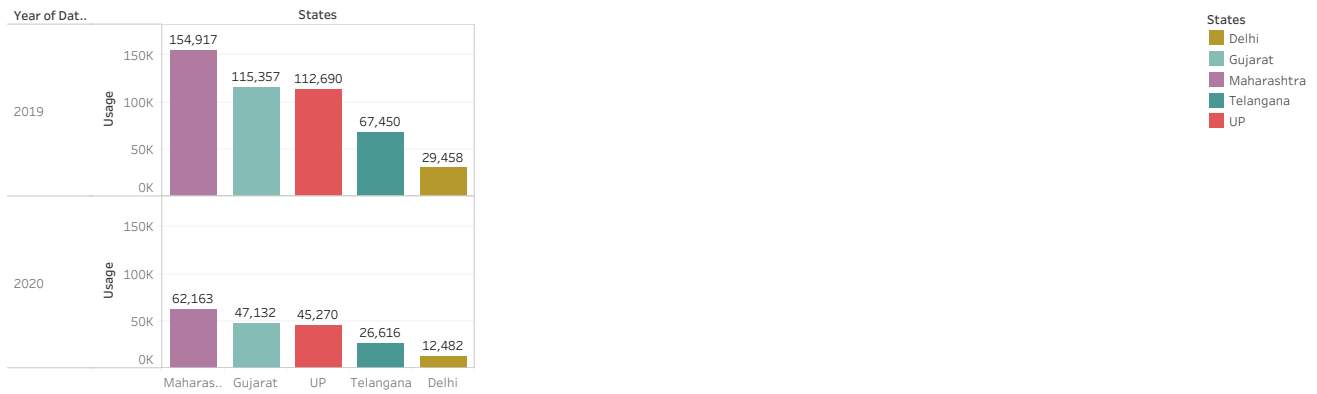 Year of Dat..
States
154,917
150K
115,357
112,690
100K
2019
Usage
67,450
50K
29,458
0K
150K
100K
2020
Usage
62,163
47,132
45,270
50K
26,616
12,482
0K
Maharas..
Gujarat
UP
Telangana
Delhi
States
Delhi
Gujarat
Maharashtra
Telangana
UP